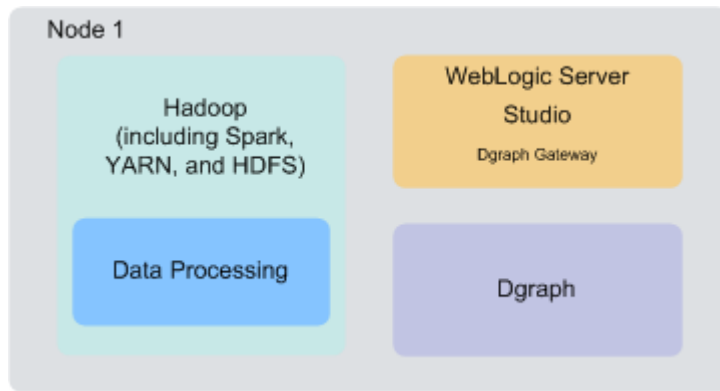 Node 1
Hadoop
(including Spark,
YARN, and HDFS)
Data Processing
WebLogic Server
Studio
Dgraph Gateway
Dgraph